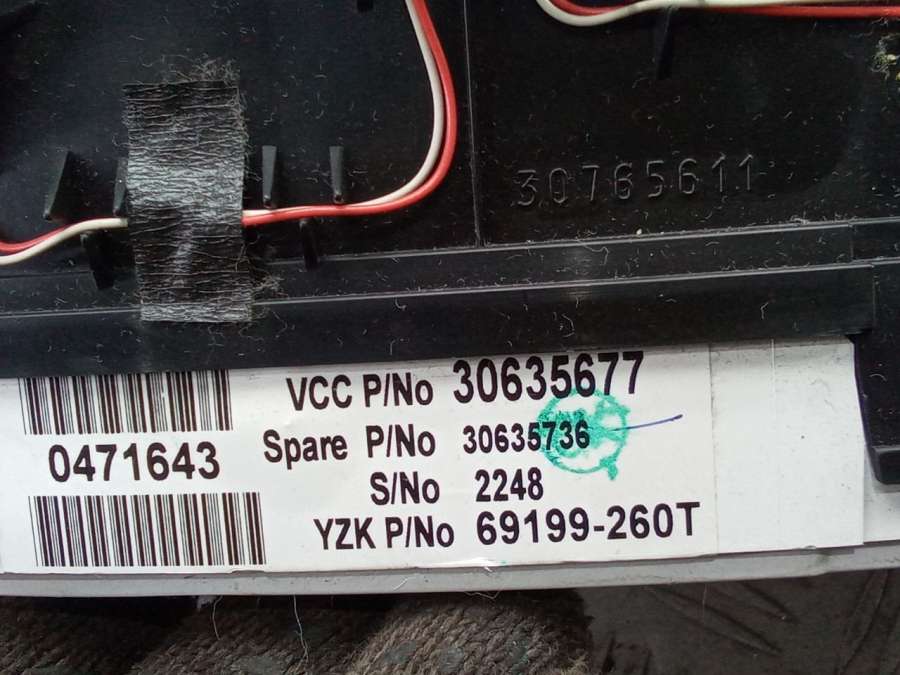 30765611
VCC P/No 30635677
0471643
Spare P/No 30635736
S/No 2248
YZK P/No 69199-260T